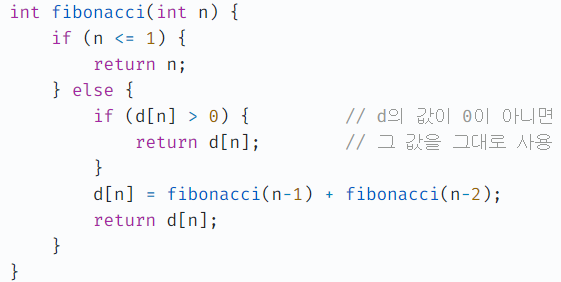 int fibonacci(int n) {
    if (n <= 1) {
        return n;
    } else {
        if (d[n] > 0) {         // d의 값이 0이 아니면
            return d[n];        // 그 값을 그대로 사용
        }
        d[n] = fibonacci(n-1) + fibonacci(n-2);
        return d[n];
    }
}